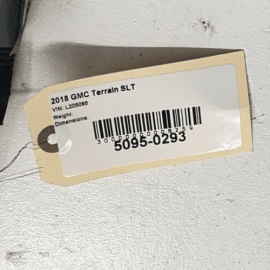 2018 GMC Terrain SLT
VIN: L205095
Weight:
Dimensions:
5095-0293